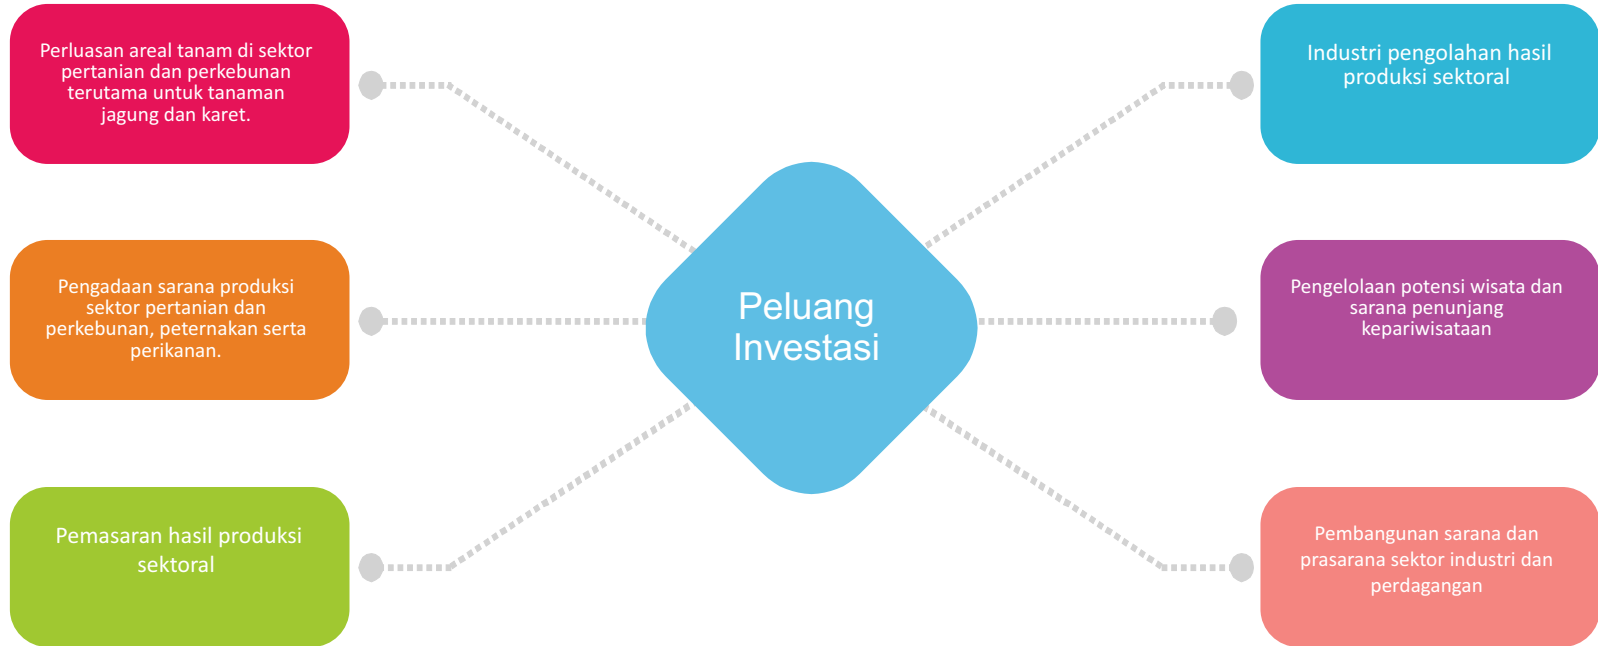 Perluasan areal tanam di sektor
pertanian dan perkebunan
terutama untuk tanaman
jagung dan karet.
Pengadaan sarana produksi
sektor pertanian dan
perkebunan, peternakan serta
perikanan.
Pemasaran hasil produksi
sektoral
Peluang
Investasi
Industri pengolahan hasil
produksi sektoral
Pengelolaan potensi wisata dan
sarana penunjang
kepariwisataan
Pembangunan sarana dan
prasarana sektor industri dan
perdagangan